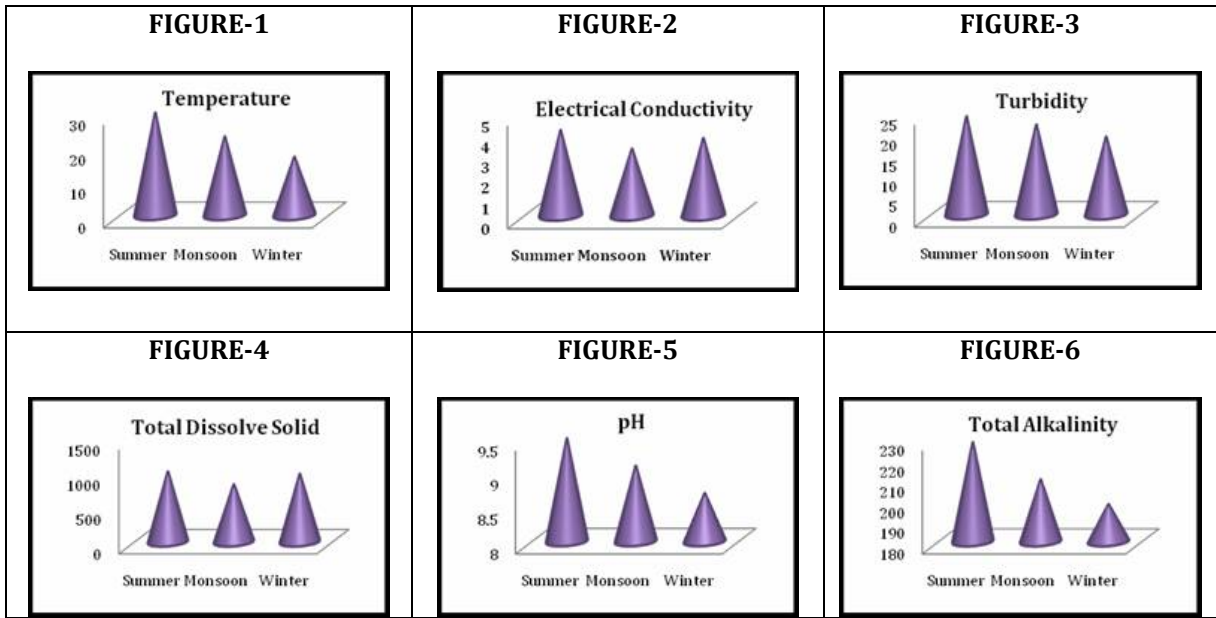 FIGURE-1
FIGURE-2
FIGURE-3
Temperature
30
20
10
0
Summer Monsoon Winter
Electrical Conductivity
5
4
3
2
1
0
Summer Monsoon Winter
Turbidity
25
20
15
10
5
0
Summer Monsoon Winter
FIGURE-4
FIGURE-5
FIGURE-6
Total Dissolve Solid
1500
1000
500
0
Summer Monsoon Winter
pH
9.5
9
8.5
8
Summer Monsoon Winter
Total Alkalinity
230
220
210
200
190
180
Summer Monsoon Winter